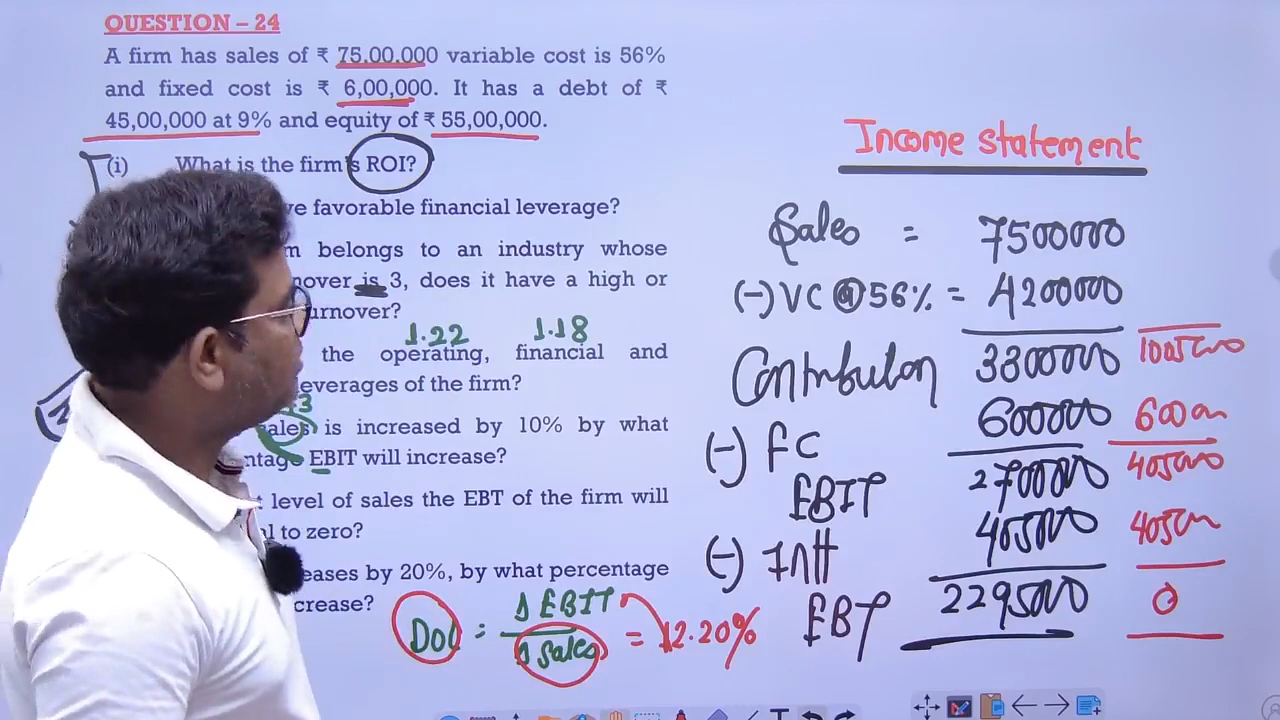 QUESTION – 24
A firm has sales of ₹ 75,00,000 variable cost is 56%
and fixed cost is ₹ 6,00,000. It has a debt of ₹
45,00,000 at 9% and equity of ₹ 55,00,000.
(i) What is the firm's ROI?
ve favorable financial leverage?
m belongs to an industry whose
nover is 3, does it have a high or
urnover?
1.22 1.18
the operating, financial and
leverages of the firm?
3
sales is increased by 10% by what
ntage EBIT will increase?
t level of sales the EBT of the firm will
l to zero?
eases by 20%, by what percentage
crease?
DOL = Δ EBIT / Δ Sales = 12.20%
Income statement
Sales = 7500000
(-) VC @ 56% = 4200000
Contribution 3300000 1005000
(-) FC 600000 600000
EBIT 2700000 405000
(-) Int 405000 405000
EBT 2295000 0